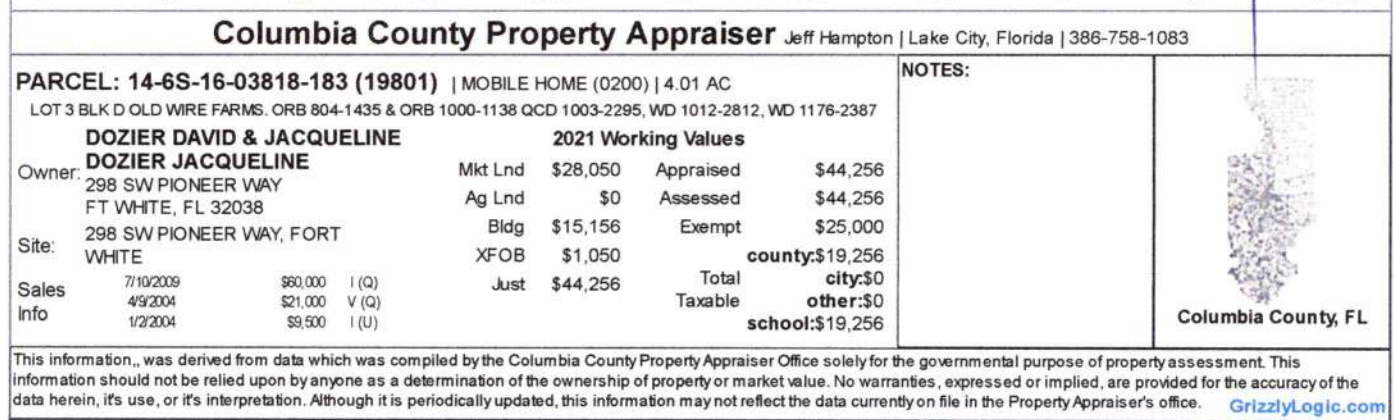 Columbia County Property Appraiser Jeff Hampton | Lake City, Florida | 386-758-1083
PARCEL: 14-6S-16-03818-183 (19801) | MOBILE HOME (0200) | 4.01 AC
LOT 3 BLK D OLD WIRE FARMS. ORB 804-1435 & ORB 1000-1138 QCD 1003-2295, WD 1012-2812, WD 1176-2387
Owner: DOZIER DAVID & JACQUELINE
DOZIER JACQUELINE
298 SW PIONEER WAY
FT WHITE, FL 32038
Site: 298 SW PIONEER WAY, FORT
WHITE
Sales Info
7/10/2009 $60,000 I (Q)
4/9/2004 $21,000 V (Q)
1/2/2004 $9,500 I (U)
2021 Working Values
Mkt Lnd $28,050 Appraised $44,256
Ag Lnd $0 Assessed $44,256
Bldg $15,156 Exempt $25,000
XFOB $1,050 county:$19,256
Just $44,256 Total Taxable city:$0
other:$0
school:$19,256
NOTES:
Columbia County, FL
This information,, was derived from data which was compiled by the Columbia County Property Appraiser Office solely for the governmental purpose of property assessment. This
information should not be relied upon by anyone as a determination of the ownership of property or market value. No warranties, expressed or implied, are provided for the accuracy of the
data herein, it's use, or it's interpretation. Although it is periodically updated, this information may not reflect the data currently on file in the Property Appraiser's office.
GrizzlyLogic.com